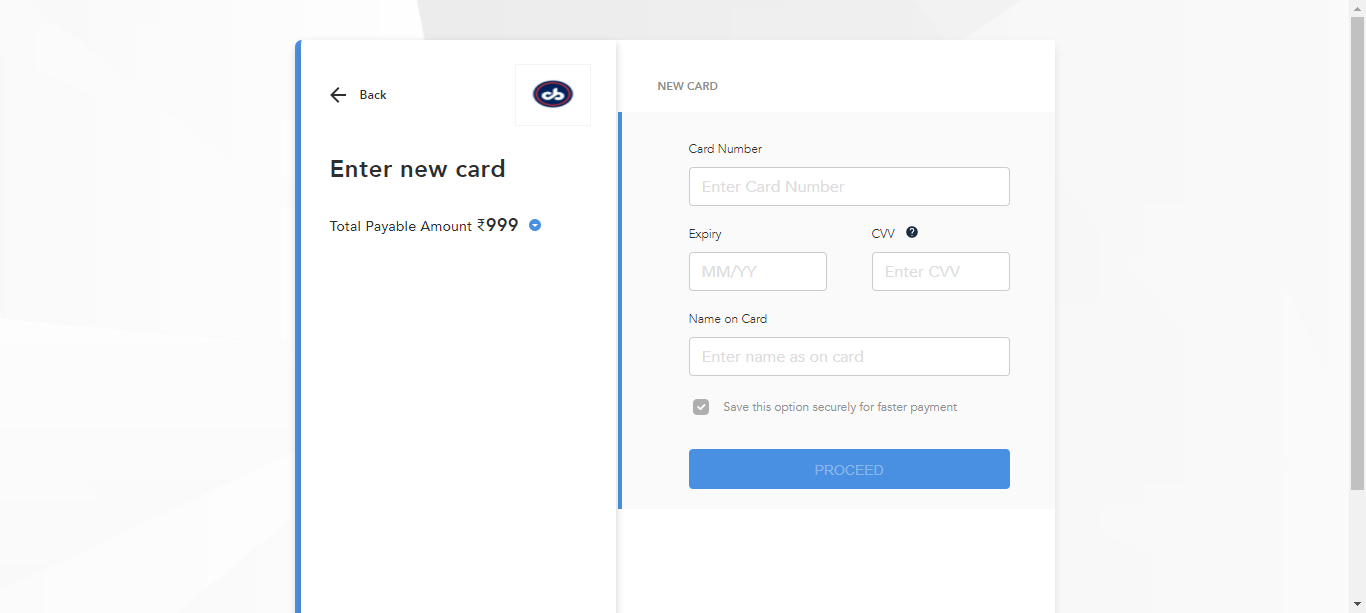 Back
Enter new card
Total Payable Amount ₹999
NEW CARD
Card Number
Enter Card Number
Expiry
CVV ?
MM/YY
Enter CVV
Name on Card
Enter name as on card
Save this option securely for faster payment
PROCEED